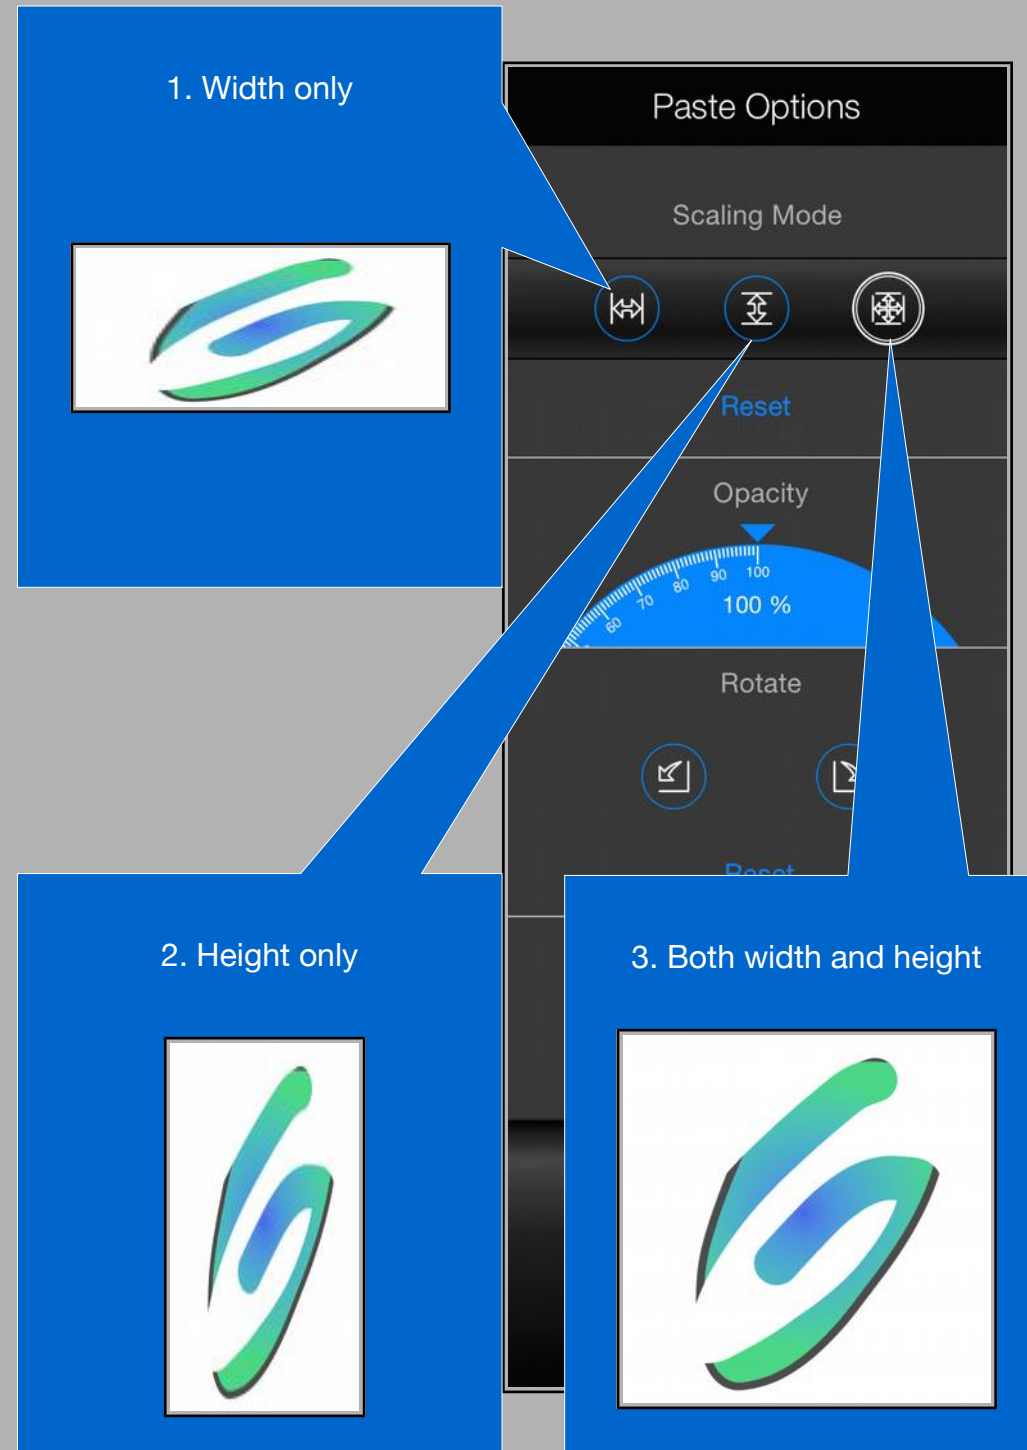 1. Width only
Paste Options
Scaling Mode
Reset
Opacity
60 70 80 90 100
100 %
Rotate
Reset
2. Height only
3. Both width and height